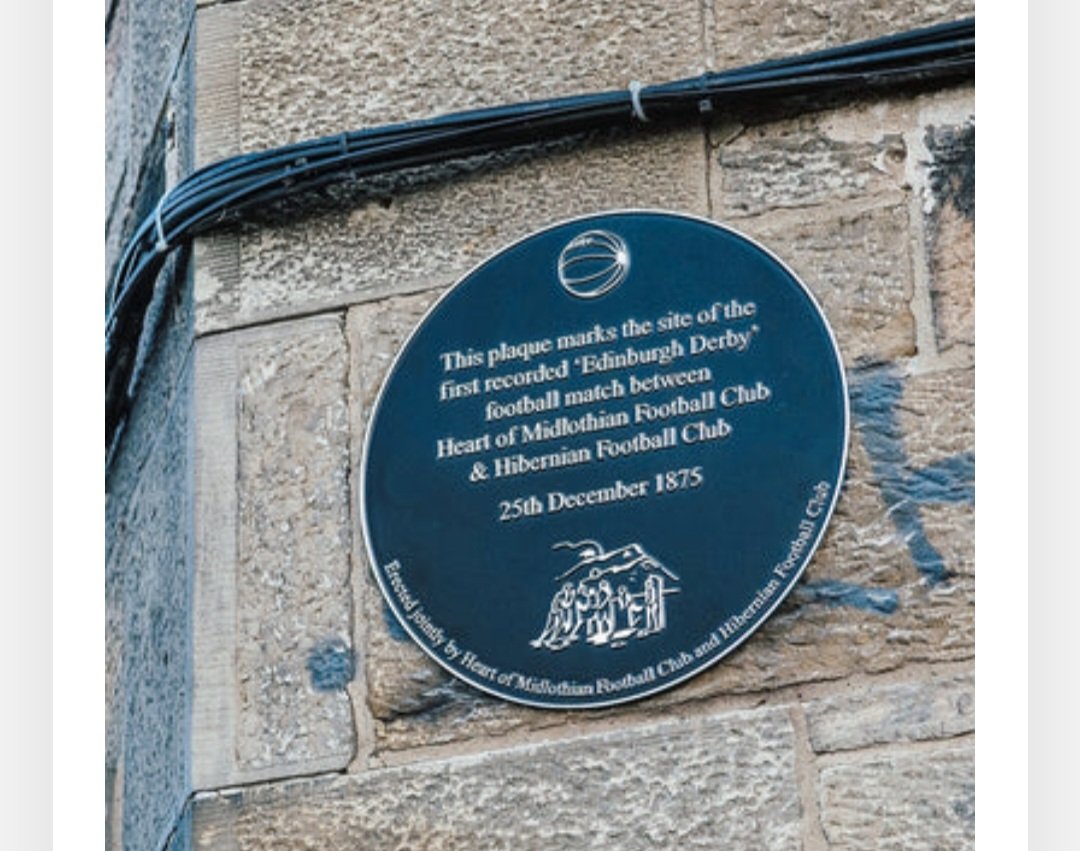 This plaque marks the site of the
first recorded 'Edinburgh Derby'
football match between
Heart of Midlothian Football Club
& Hibernian Football Club
25th December 1875
Erected jointly by Heart of Midlothian Football Club and Hibernian Football Club